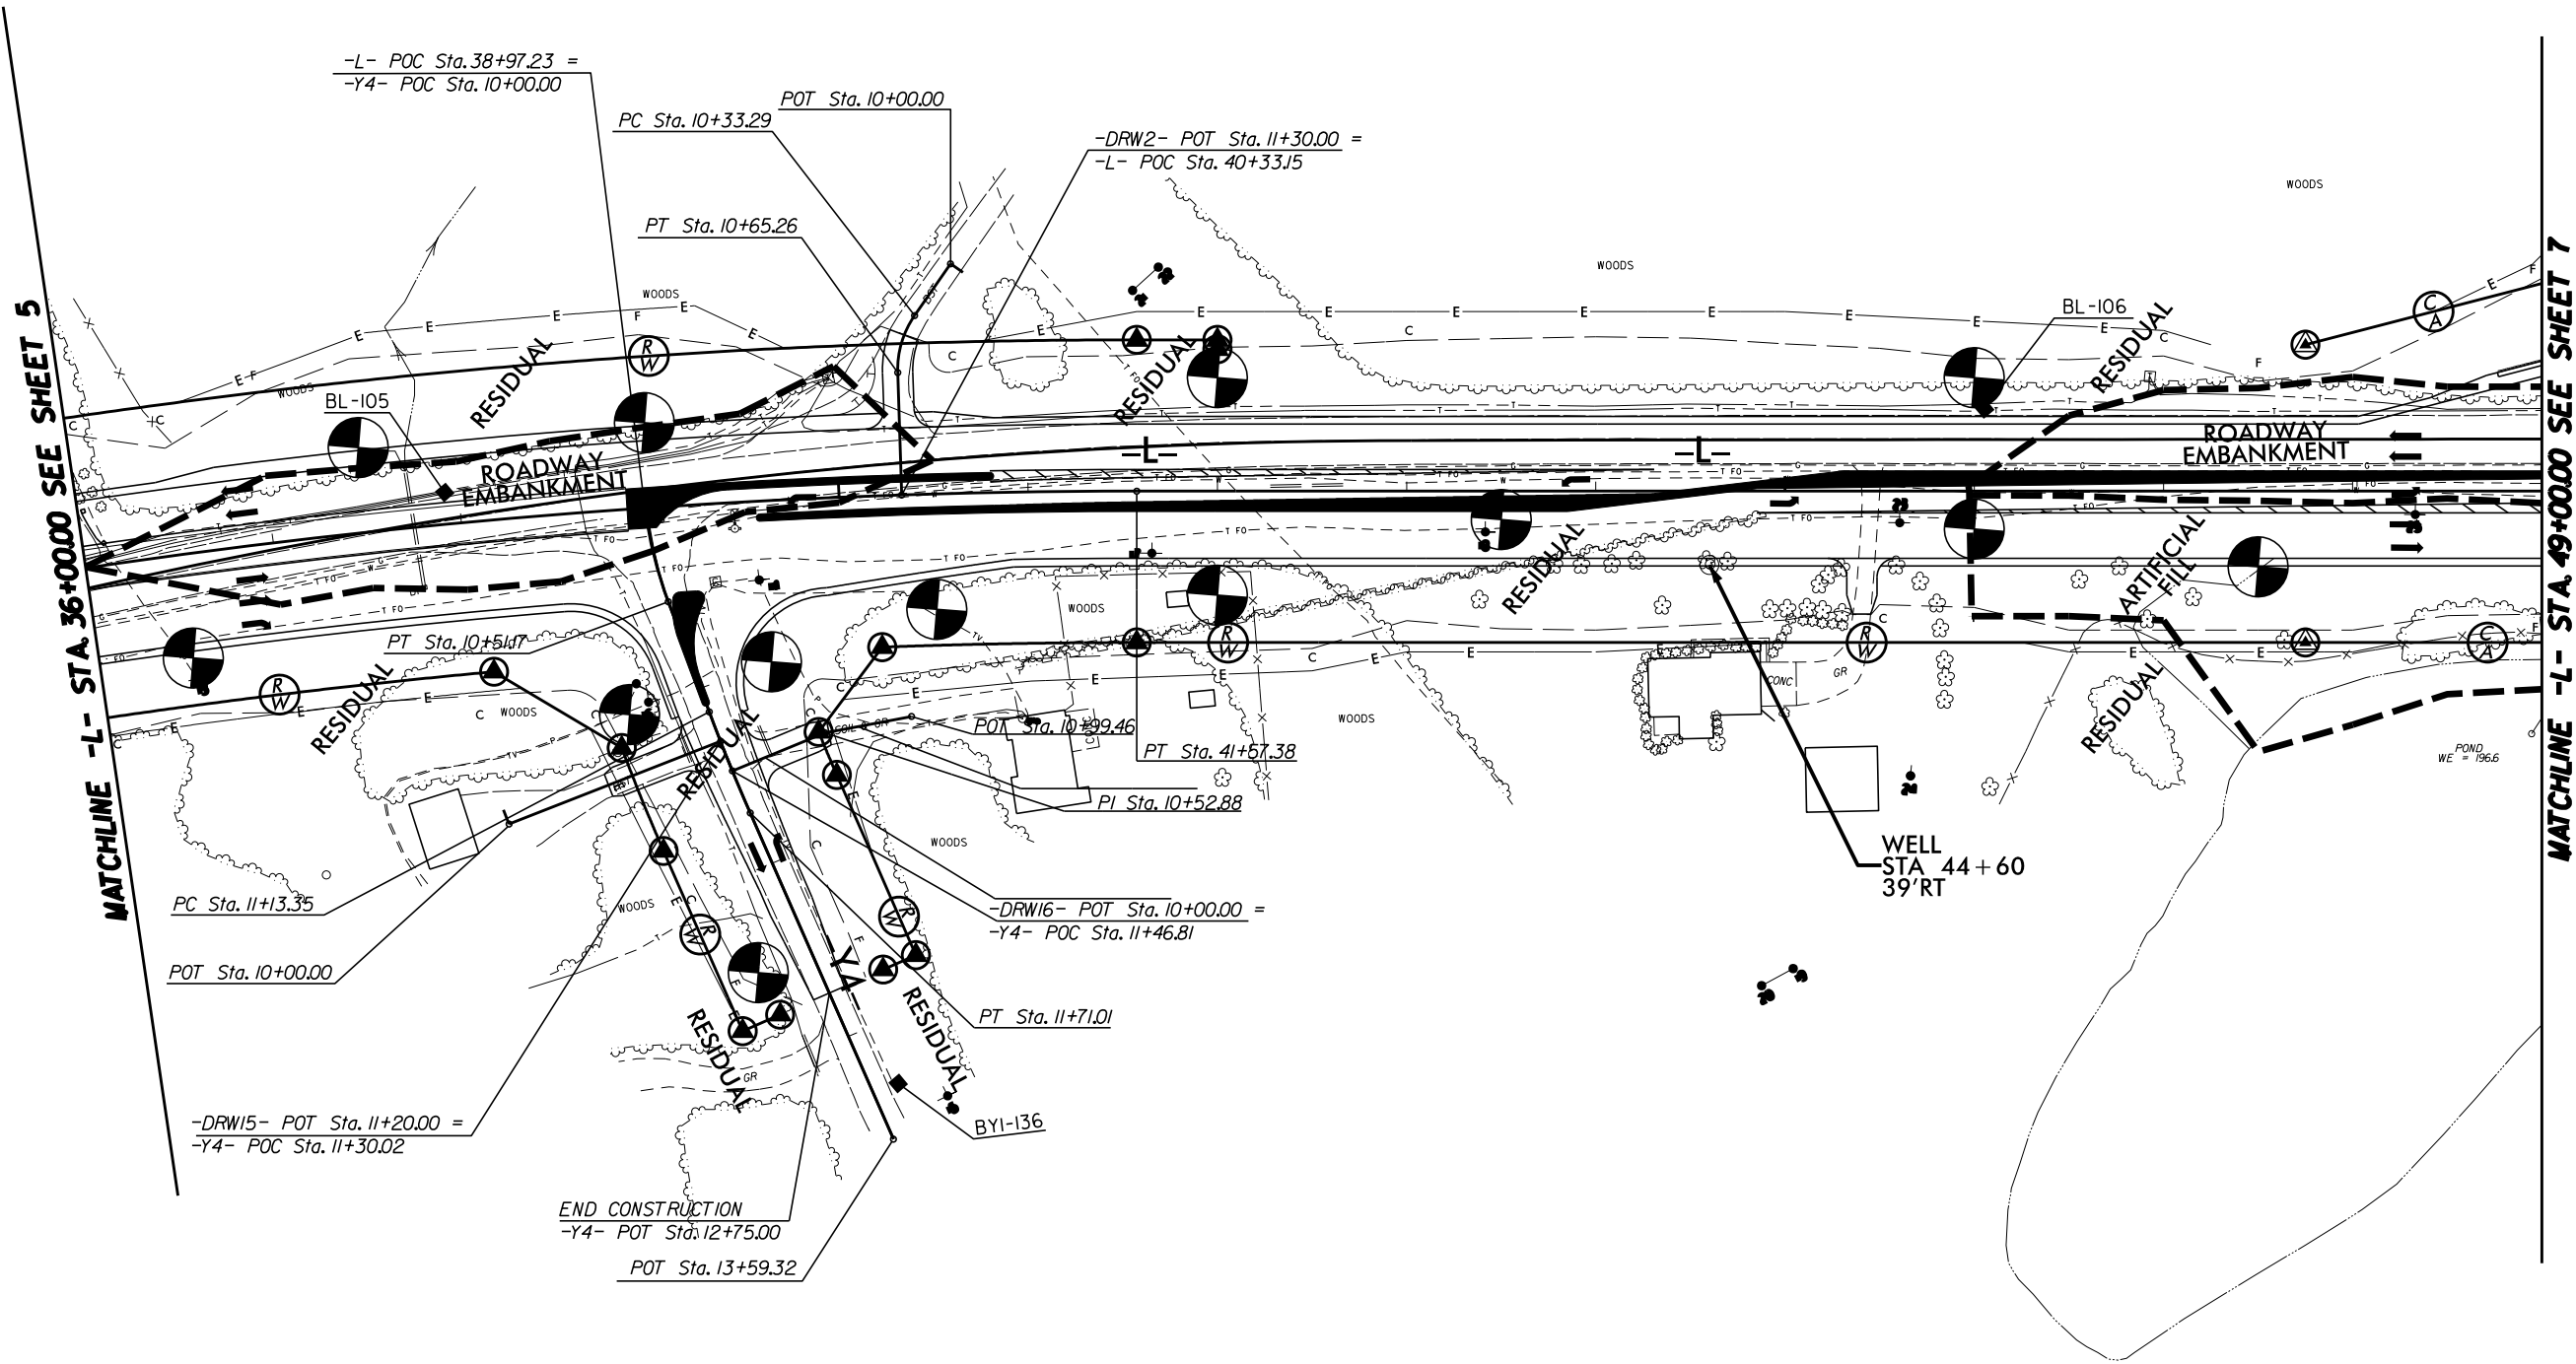 -L- POC Sta. 38+97.23 =
-Y4- POC Sta. 10+00.00
POT Sta. 10+00.00
PC Sta. 10+33.29
-DRW2- POT Sta. 11+30.00 =
-L- POC Sta. 40+33.15
PT Sta. 10+65.26
WOODS
WOODS
WOODS
WOODS
BL-105
BL-106
RESIDUAL
RESIDUAL
RESIDUAL
DST
MATCHLINE -L- STA. 36+00.00 SEE SHEET 5
MATCHLINE -L- STA. 49+00.00 SEE SHEET 7
ROADWAY
EMBANKMENT
-L-
-L-
ROADWAY
EMBANKMENT
R
W
C
A
RESIDUAL
ARTIFICIAL
FILL
WOODS
R
W
R
W
C
A
PT Sta. 10+51.17
R
W
RESIDUAL
WOODS
WOODS
CONC
GR
RESIDUAL
RESIDUAL
POT Sta. 10+99.46
PT Sta. 41+57.38
PI Sta. 10+52.88
POND
WE = 196.6
WOODS
WELL
STA 44+60
39'RT
PC Sta. 11+13.35
WOODS
R
W
R
W
-DRW16- POT Sta. 10+00.00 =
-Y4- POC Sta. 11+46.81
POT Sta. 10+00.00
-Y4-
PT Sta. 11+71.01
RESIDUAL
RESIDUAL
GR
-DRW15- POT Sta. 11+20.00 =
-Y4- POC Sta. 11+30.02
BY1-136
END CONSTRUCTION
-Y4- POT Sta. 12+75.00
POT Sta. 13+59.32